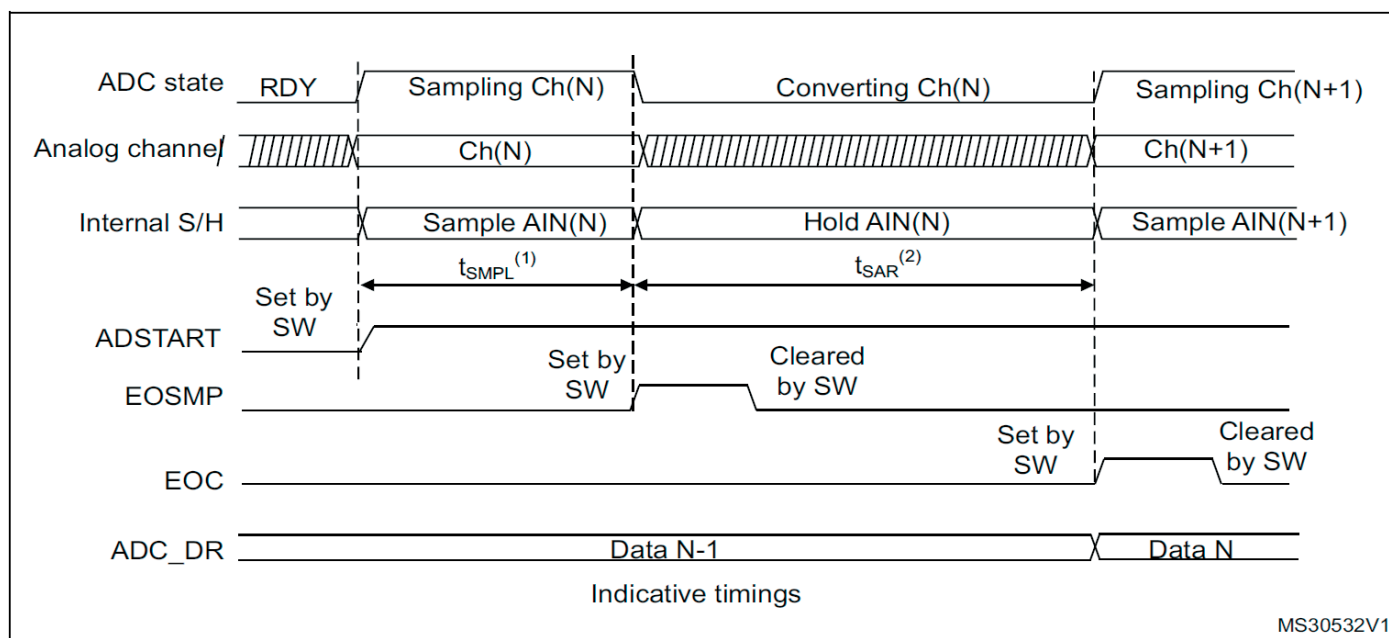 ADC state RDY Sampling Ch(N) Converting Ch(N) Sampling Ch(N+1)
Analog channel Ch(N) Ch(N+1)
Internal S/H Sample AIN(N) Hold AIN(N) Sample AIN(N+1)
tSMPL(1) tSAR(2)
Set by
SW
ADSTART
Set by
SW
Cleared
by SW
EOSMP
Set by
SW
Cleared
by SW
EOC
ADC_DR Data N-1 Data N
Indicative timings
MS30532V1